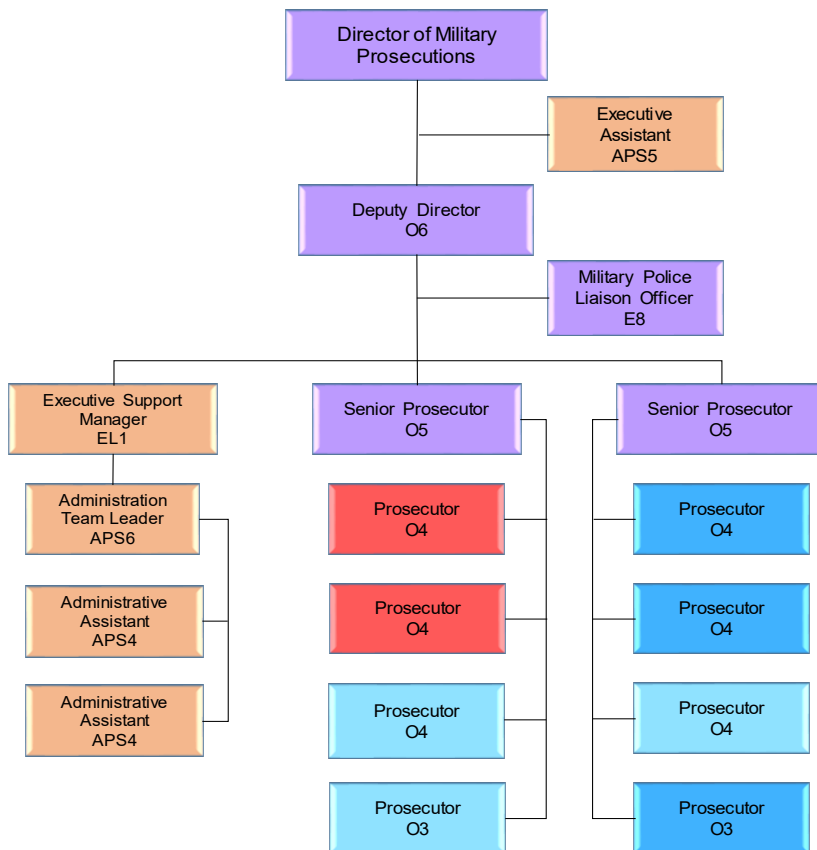 Director of Military
Prosecutions
Executive
Assistant
APS5
Deputy Director
O6
Military Police
Liaison Officer
E8
Executive Support
Manager
EL1
Administration
Team Leader
APS6
Administrative
Assistant
APS4
Administrative
Assistant
APS4
Senior Prosecutor
O5
Prosecutor
O4
Prosecutor
O4
Prosecutor
O4
Prosecutor
O3
Senior Prosecutor
O5
Prosecutor
O4
Prosecutor
O4
Prosecutor
O4
Prosecutor
O3